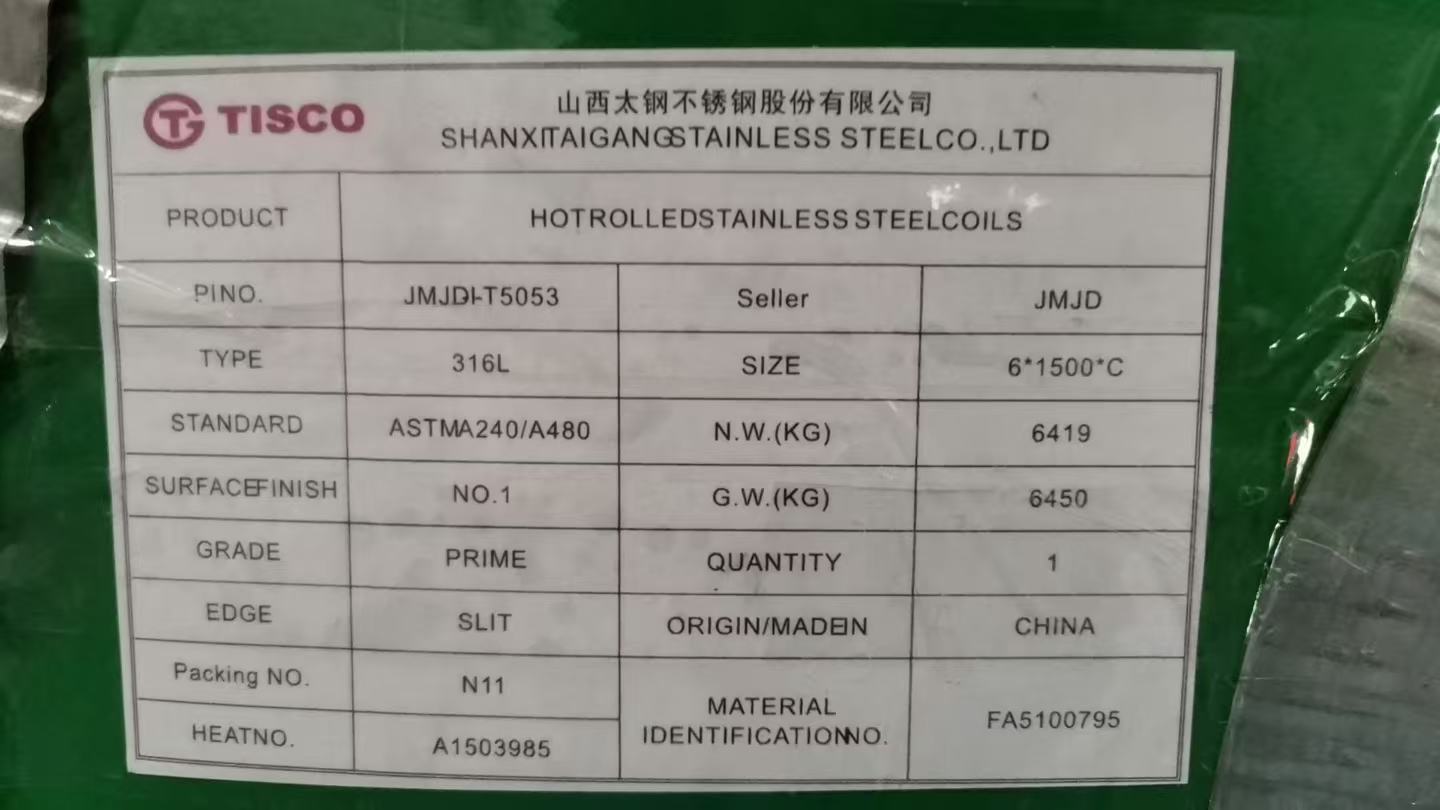 TISCO
山西太钢不锈钢股份有限公司
SHANXITAIGANGSTAINLESS STEELCO.,LTD
PRODUCT HOTROLLEDSTAINLESS STEELCOILS
PINO. JMJDI-T5053 Seller JMJD
TYPE 316L SIZE 6*1500*C
STANDARD ASTMA240/A480 N.W.(KG) 6419
SURFACEFINISH NO.1 G.W.(KG) 6450
GRADE PRIME QUANTITY 1
EDGE SLIT ORIGIN/MADEIN CHINA
Packing NO. N11
HEATNO. A1503985
MATERIAL
IDENTIFICATIONNO. FA5100795